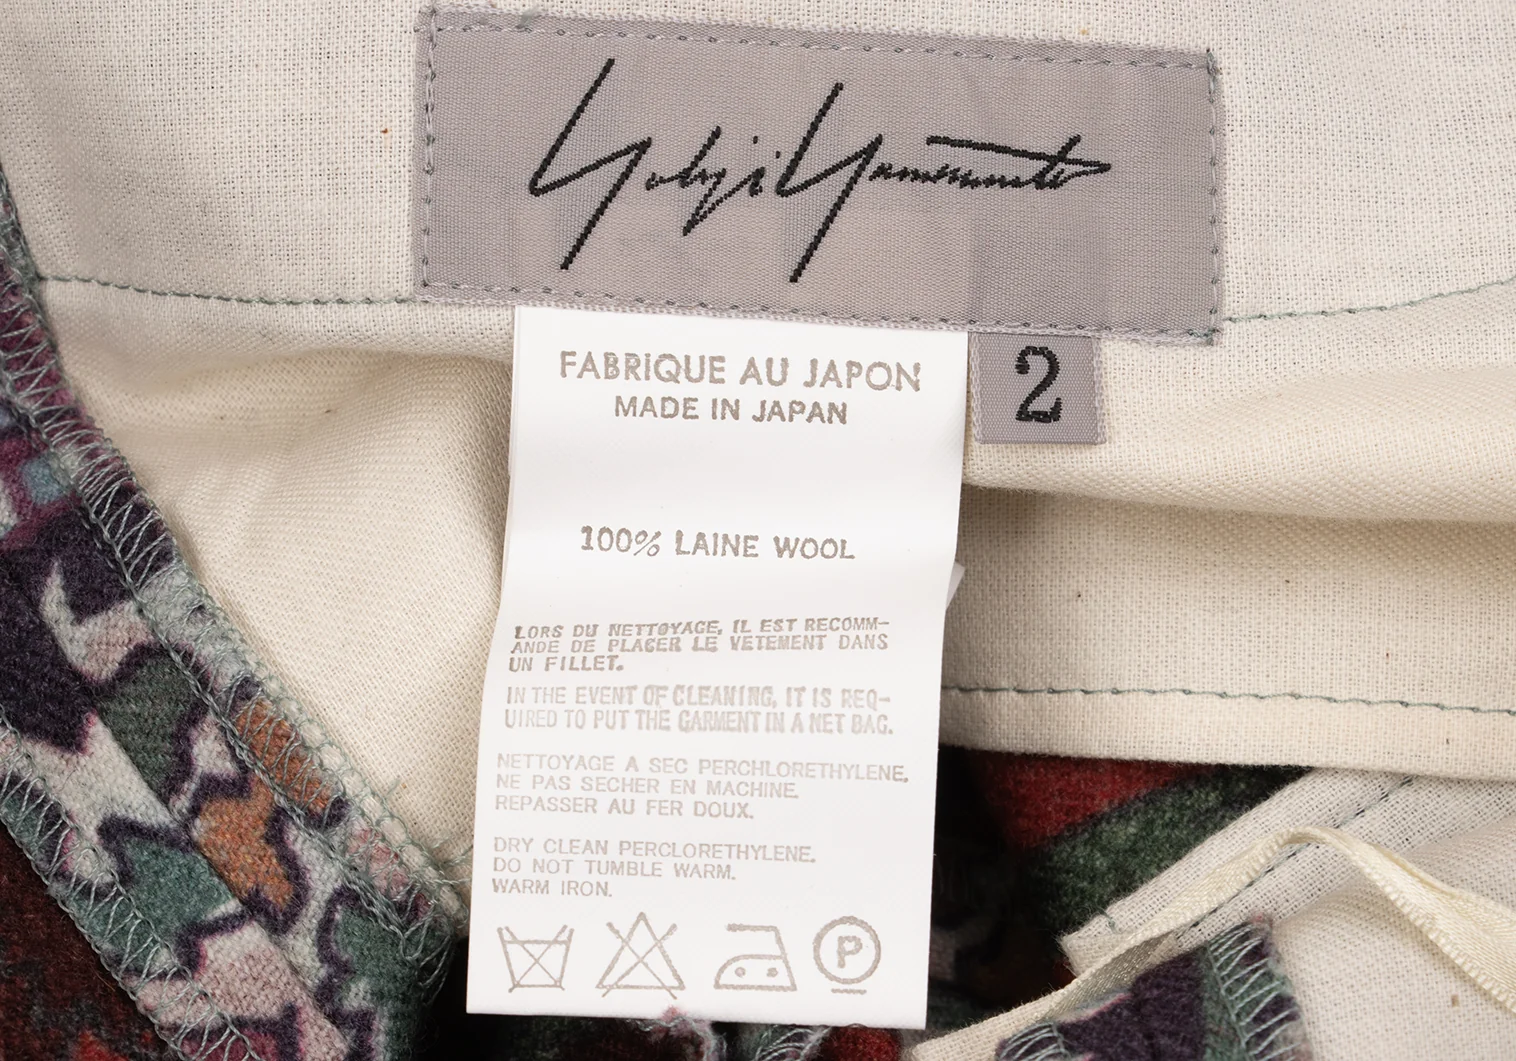 Yohji Yamamoto
2
FABRIQUE AU JAPON
MADE IN JAPAN
100% LAINE WOOL
LORS DU NETTOYAGE, IL EST RECOMM-
ANDE DE PLACER LE VETEMENT DANS
UN FILLET.
IN THE EVENT OF CLEANING, IT IS REQ-
UIRED TO PUT THE GARMENT IN A NET BAG.
NETTOYAGE A SEC PERCHLORETHYLENE.
NE PAS SECHER EN MACHINE.
REPASSER AU FER DOUX.
DRY CLEAN PERCLORETHYLENE.
DO NOT TUMBLE WARM.
WARM IRON.
P